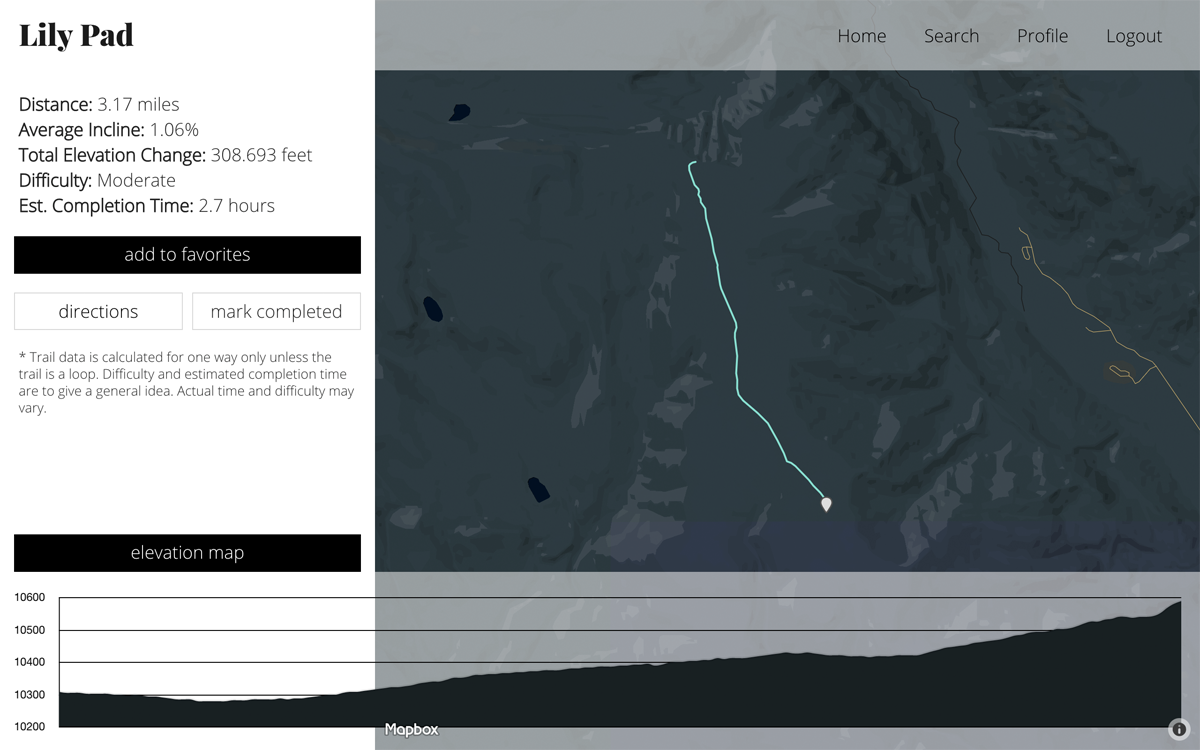 Lily Pad
Home Search Profile Logout
Distance: 3.17 miles
Average Incline: 1.06%
Total Elevation Change: 308.693 feet
Difficulty: Moderate
Est. Completion Time: 2.7 hours
add to favorites
directions mark completed
* Trail data is calculated for one way only unless the
trail is a loop. Difficulty and estimated completion time
are to give a general idea. Actual time and difficulty may
vary.
elevation map
10600
10500
10400
10300
10200
Mapbox
i